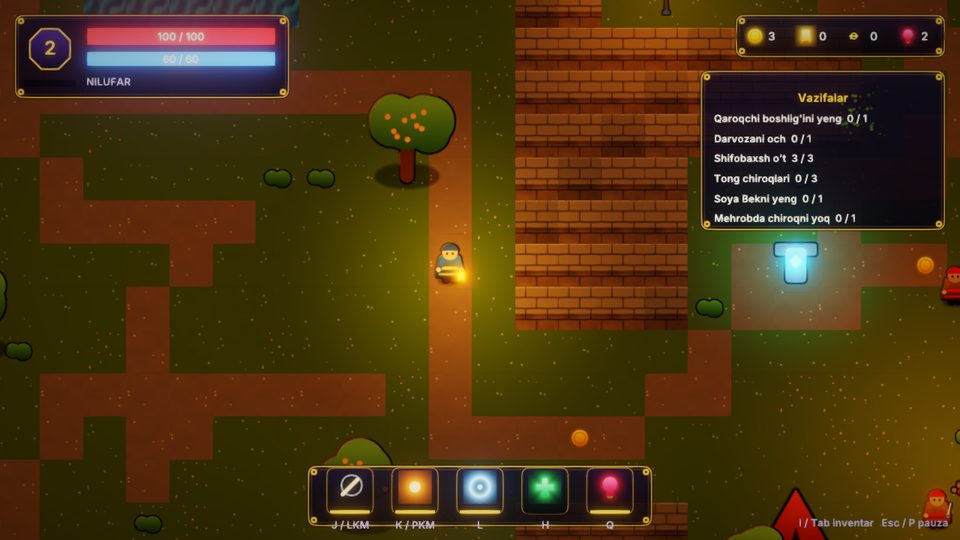 2
100 / 100
60 / 60
NILUFAR
3 0 0 2
Vazifalar
Qaroqchi boshlig'ini yeng 0 / 1
Darvozani och 0 / 1
Shifobaxsh o't 3 / 3
Tong chiroqlari 0 / 3
Soya Bekni yeng 0 / 1
Mehrobda chiroqni yoq 0 / 1
J / LKM K / PKM L H Q
I / Tab inventar Esc / P pauza